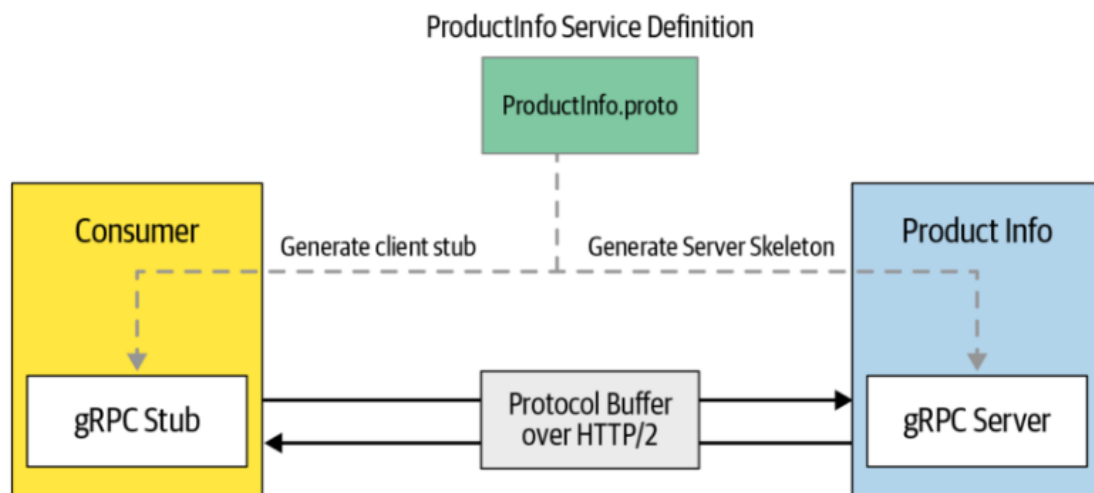 ProductInfo Service Definition
ProductInfo.proto
Consumer
Product Info
Generate client stub
Generate Server Skeleton
gRPC Stub
Protocol Buffer
over HTTP/2
gRPC Server